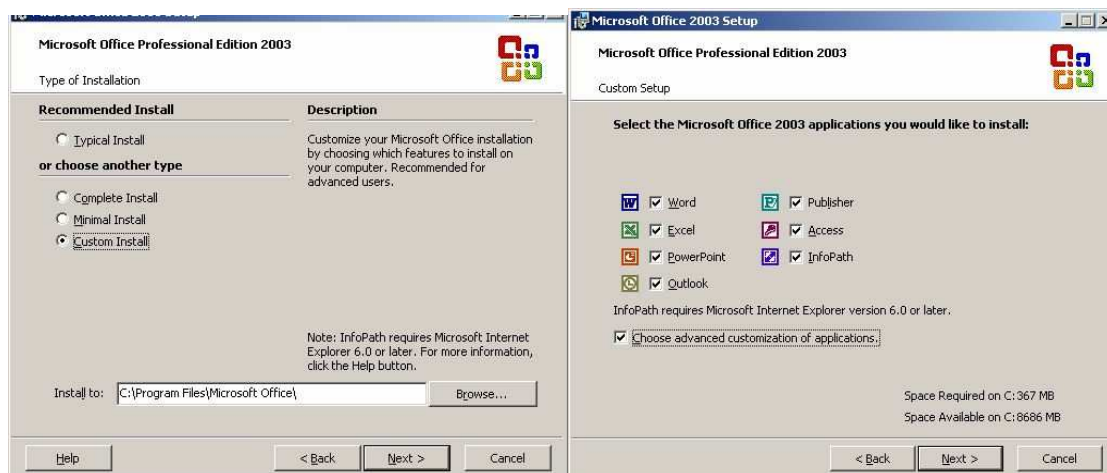 Microsoft Office 2003 Setup
Microsoft Office Professional Edition 2003
Type of Installation
Recommended Install
Typical Install
or choose another type
Complete Install
Minimal Install
Custom Install
Description
Customize your Microsoft Office installation
by choosing which features to install on
your computer. Recommended for
advanced users.
Note: InfoPath requires Microsoft Internet
Explorer 6.0 or later. For more information,
click the Help button.
Install to: C:\Program Files\Microsoft Office\ Browse...
Help < Back Next > Cancel
Microsoft Office 2003 Setup
Microsoft Office Professional Edition 2003
Custom Setup
Select the Microsoft Office 2003 applications you would like to install:
Word Publisher
Excel Access
PowerPoint InfoPath
Outlook
InfoPath requires Microsoft Internet Explorer version 6.0 or later.
Choose advanced customization of applications.
Space Required on C: 367 MB
Space Available on C: 8686 MB
< Back Next > Cancel